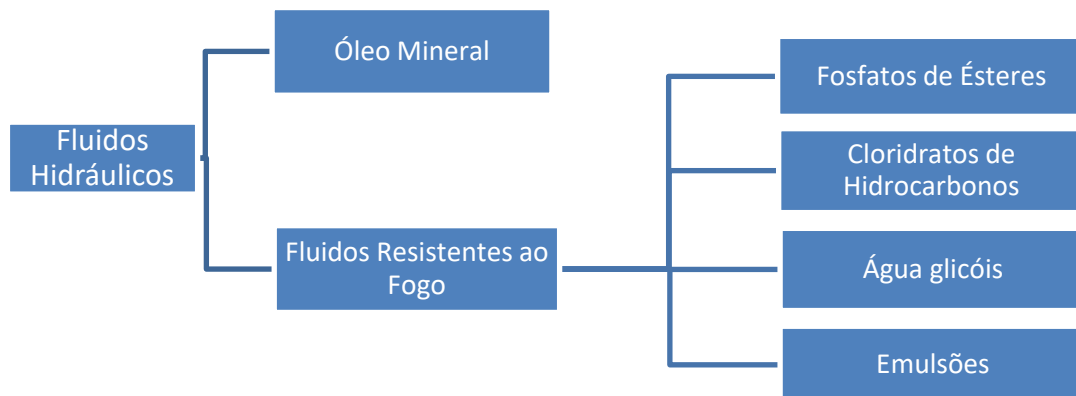 Fluidos
Hidráulicos
Óleo Mineral
Fluidos Resistentes ao
Fogo
Fosfatos de Ésteres
Cloridratos de
Hidrocarbonos
Água glicóis
Emulsões